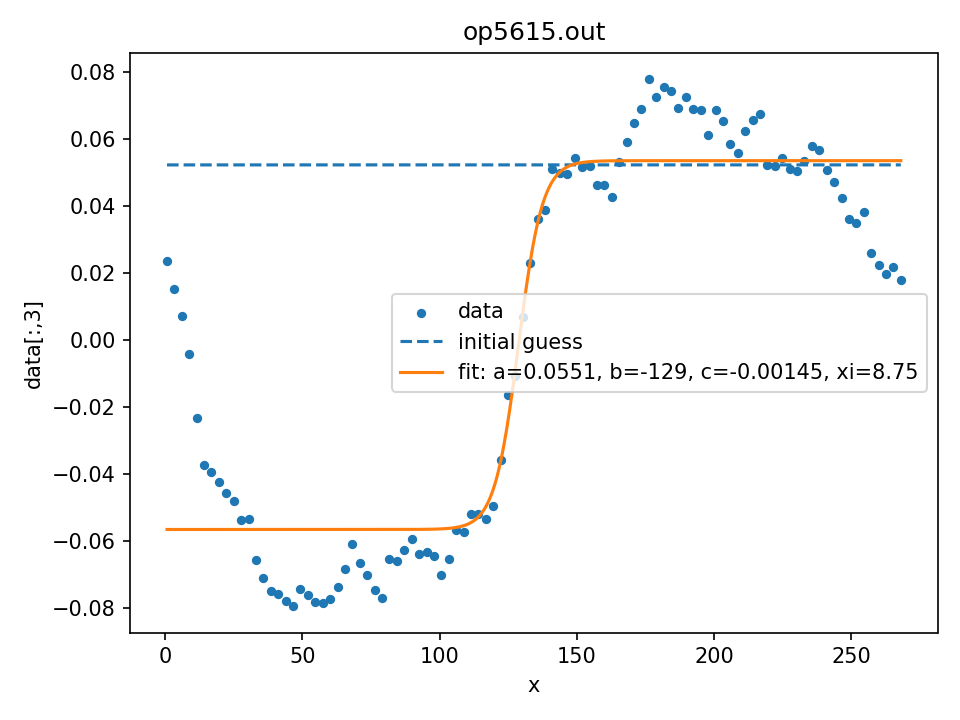 op5615.out
0.08
0.06
0.04
0.02
0.00
−0.02
−0.04
−0.06
−0.08
data[:,3]
data
initial guess
fit: a=0.0551, b=-129, c=-0.00145, xi=8.75
0 50 100 150 200 250
x